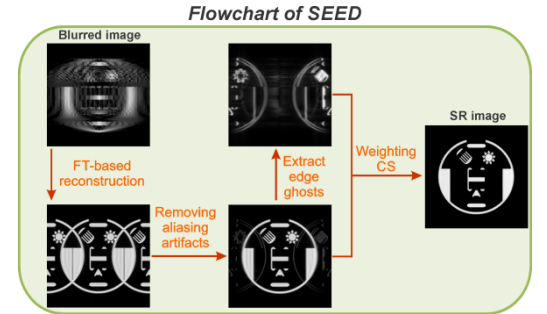 Flowchart of SEED
Blurred image
FT-based
reconstruction
Removing
aliasing
artifacts
Extract
edge
ghosts
Weighting
CS
SR image